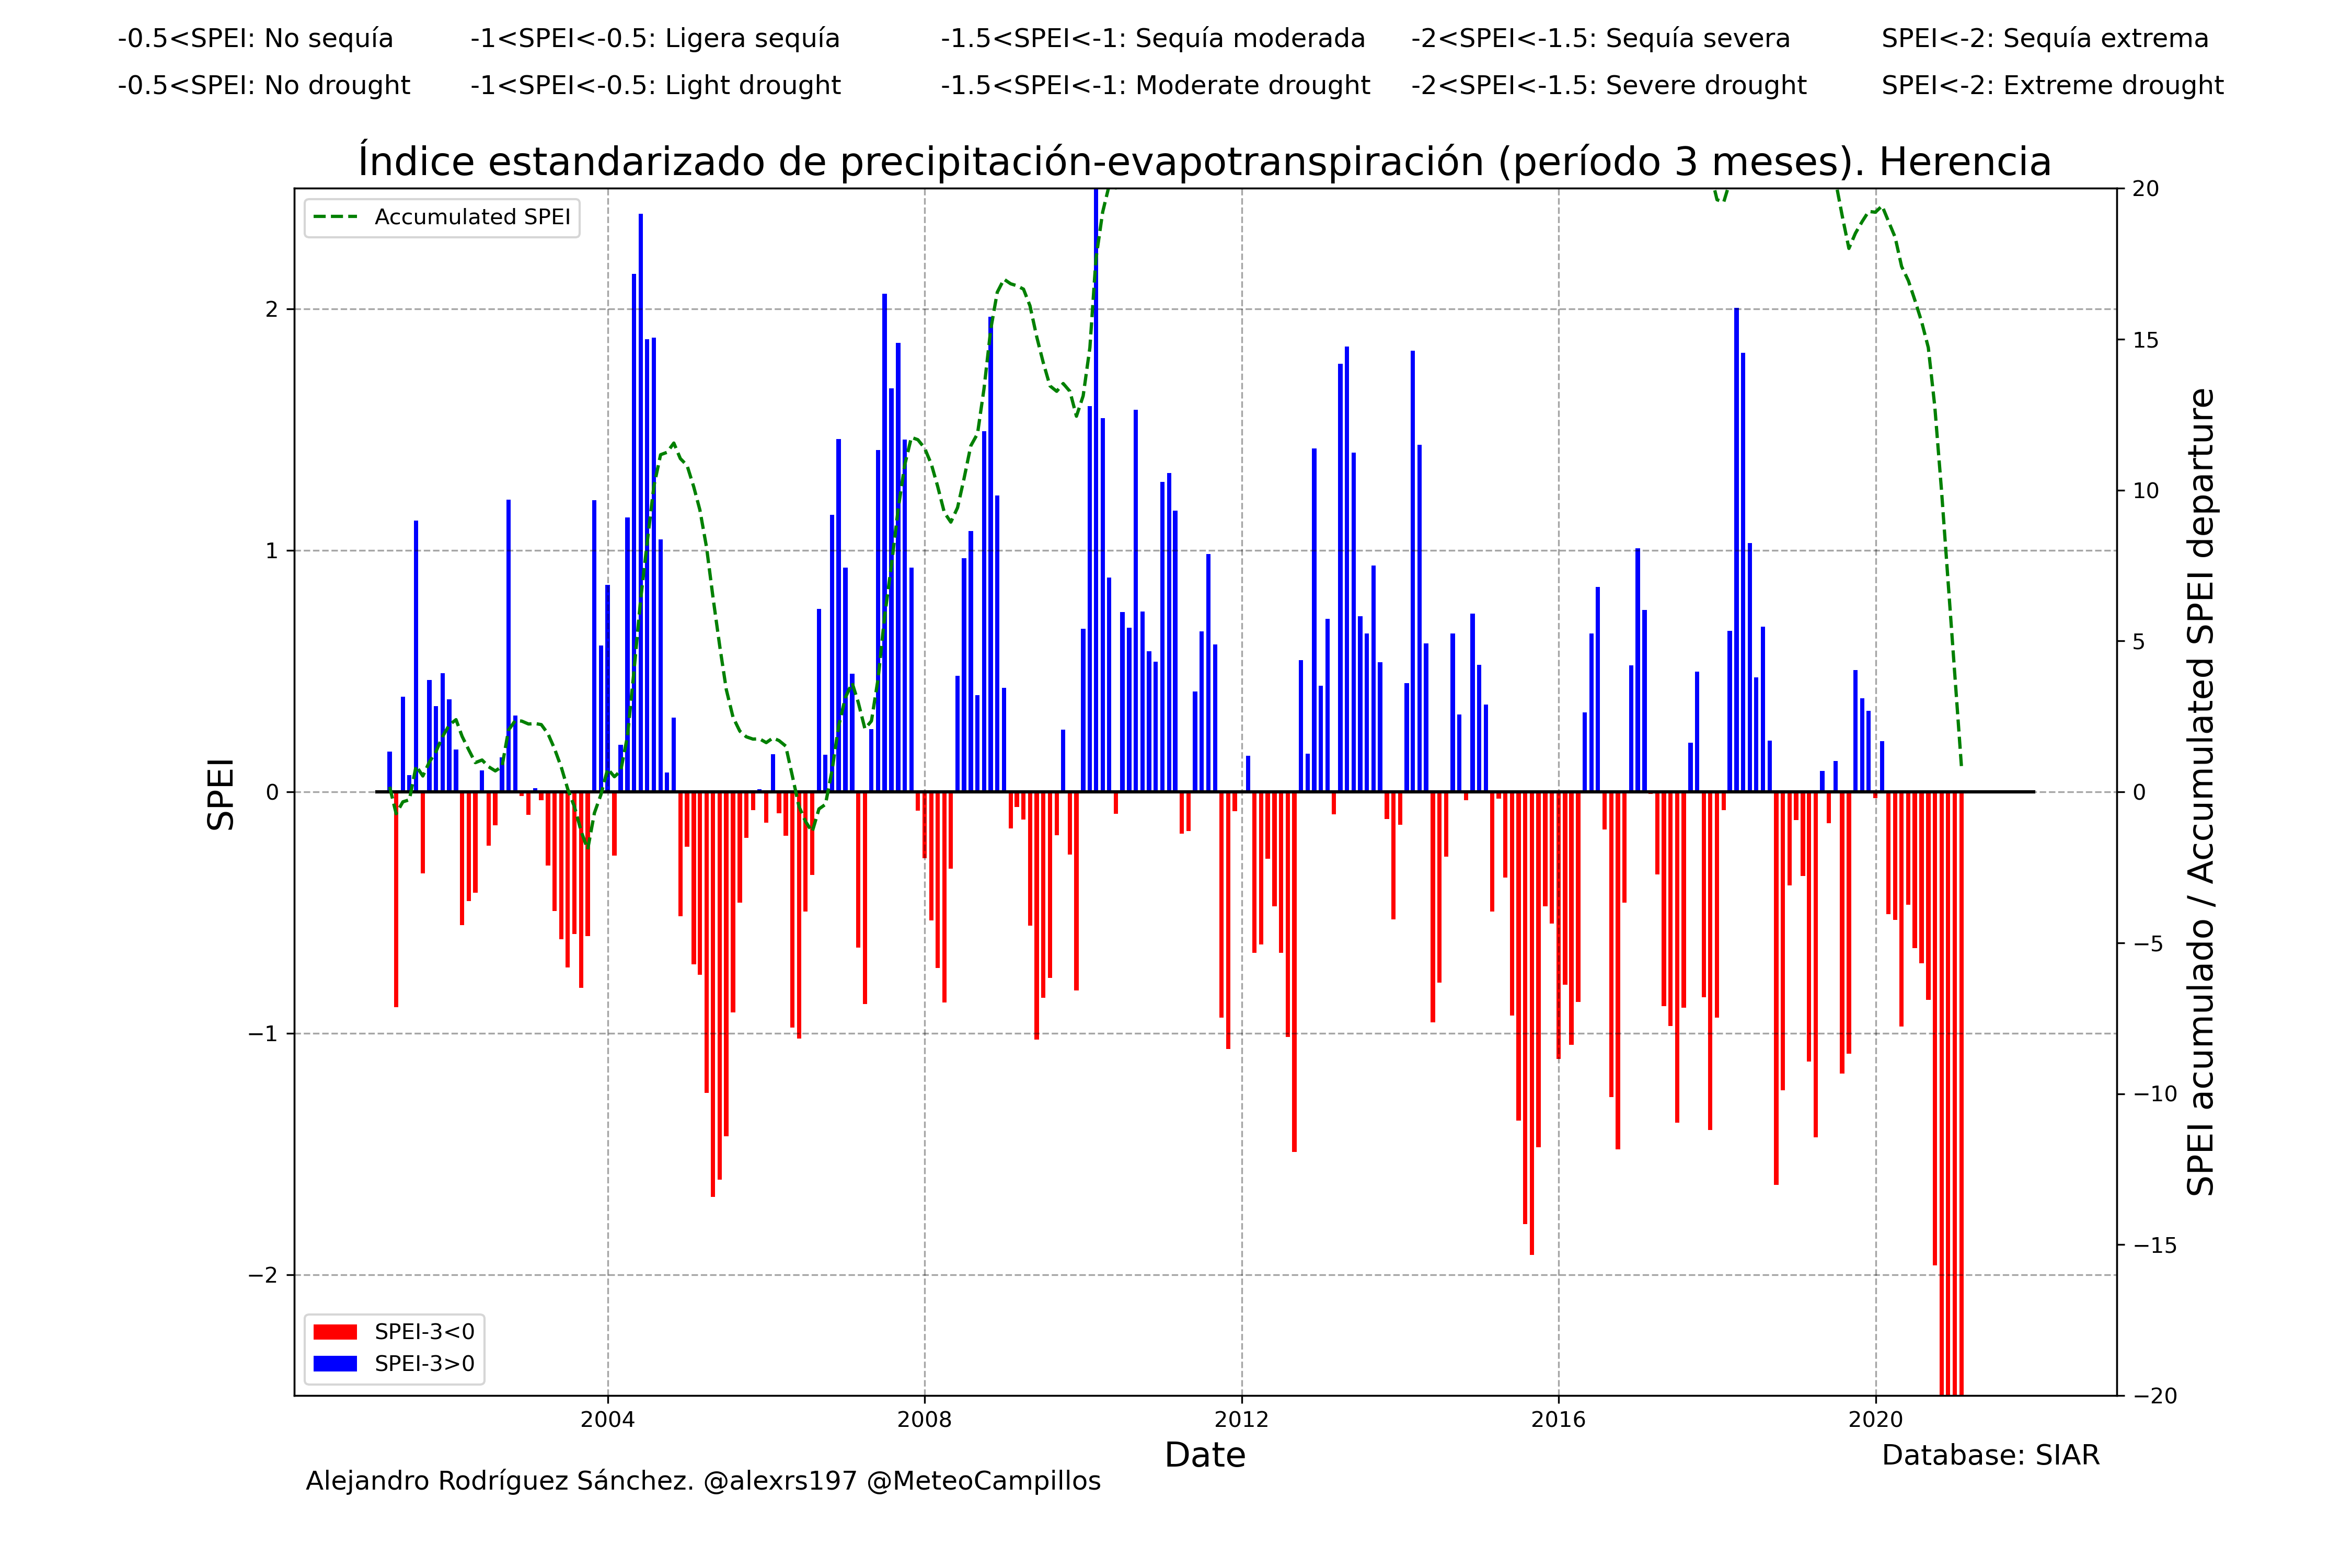 -0.5<SPEI: No sequía -1<SPEI<-0.5: Ligera sequía -1.5<SPEI<-1: Sequía moderada -2<SPEI<-1.5: Sequía severa SPEI<-2: Sequía extrema
-0.5<SPEI: No drought -1<SPEI<-0.5: Light drought -1.5<SPEI<-1: Moderate drought -2<SPEI<-1.5: Severe drought SPEI<-2: Extreme drought
Índice estandarizado de precipitación-evapotranspiración (período 3 meses). Herencia
Accumulated SPEI
SPEI
2
1
0
−1
−2
20
15
10
5
0
−5
−10
−15
−20
SPEI acumulado / Accumulated SPEI departure
SPEI-3<0
SPEI-3>0
2004 2008 2012 2016 2020
Date
Database: SIAR
Alejandro Rodríguez Sánchez. @alexrs197 @MeteoCampillos